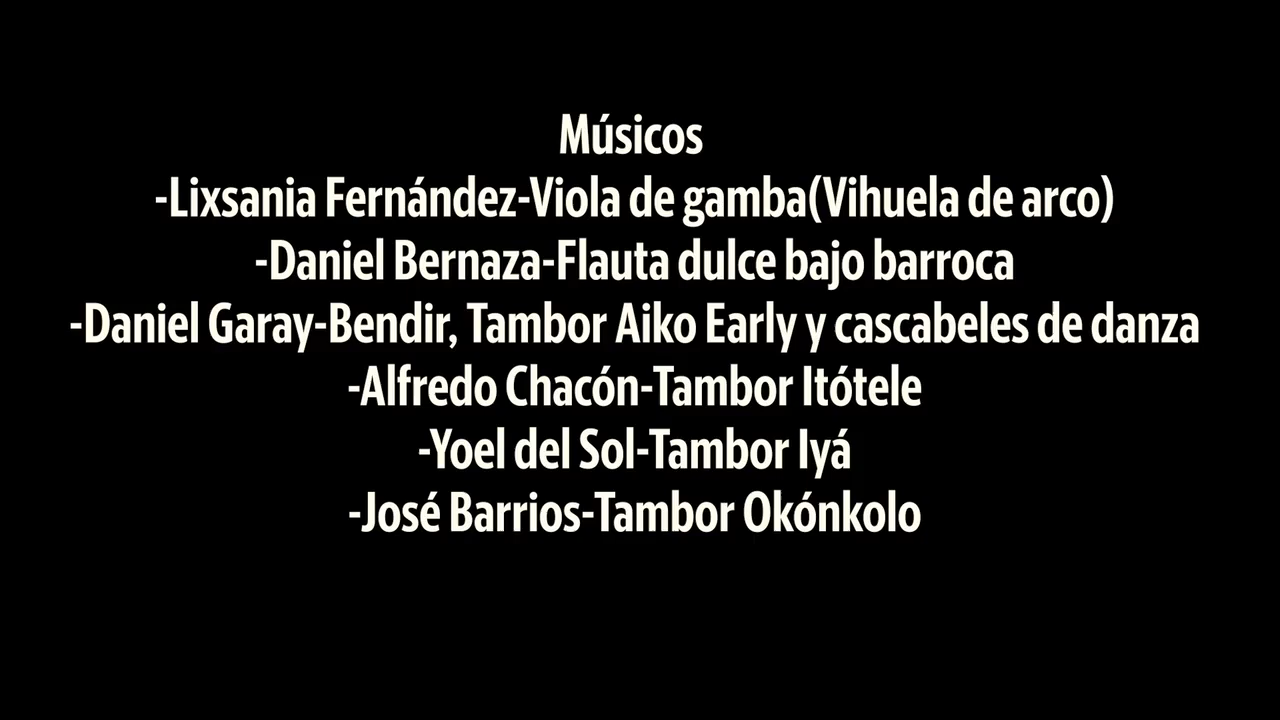 Músicos
-Lixsania Fernández-Viola de gamba(Vihuela de arco)
-Daniel Bernaza-Flauta dulce bajo barroca
-Daniel Garay-Bendir, Tambor Aiko Early y cascabeles de danza
-Alfredo Chacón-Tambor Itótele
-Yoel del Sol-Tambor Iyá
-José Barrios-Tambor Okónkolo